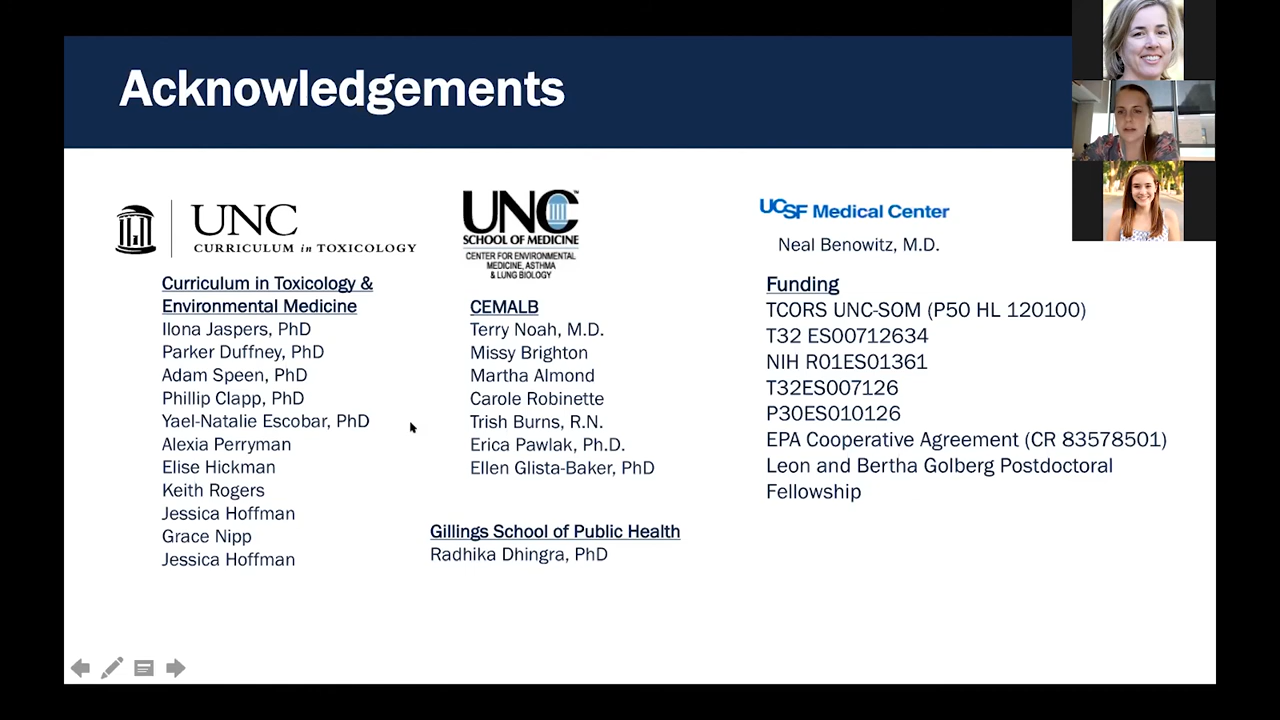 Acknowledgements
UNC
CURRICULUM in TOXICOLOGY
Curriculum in Toxicology &
Environmental Medicine
Ilona Jaspers, PhD
Parker Duffney, PhD
Adam Speen, PhD
Phillip Clapp, PhD
Yael-Natalie Escobar, PhD
Alexia Perryman
Elise Hickman
Keith Rogers
Jessica Hoffman
Grace Nipp
Jessica Hoffman
UNC
SCHOOL OF MEDICINE
CENTER FOR ENVIRONMENTAL
MEDICINE, ASTHMA
& LUNG BIOLOGY
CEMALB
Terry Noah, M.D.
Missy Brighton
Martha Almond
Carole Robinette
Trish Burns, R.N.
Erica Pawlak, Ph.D.
Ellen Glista-Baker, PhD
Gillings School of Public Health
Radhika Dhingra, PhD
UCSF Medical Center
Neal Benowitz, M.D.
Funding
TCORS UNC-SOM (P50 HL 120100)
T32 ES00712634
NIH R01ES01361
T32ES007126
P30ES010126
EPA Cooperative Agreement (CR 83578501)
Leon and Bertha Golberg Postdoctoral
Fellowship